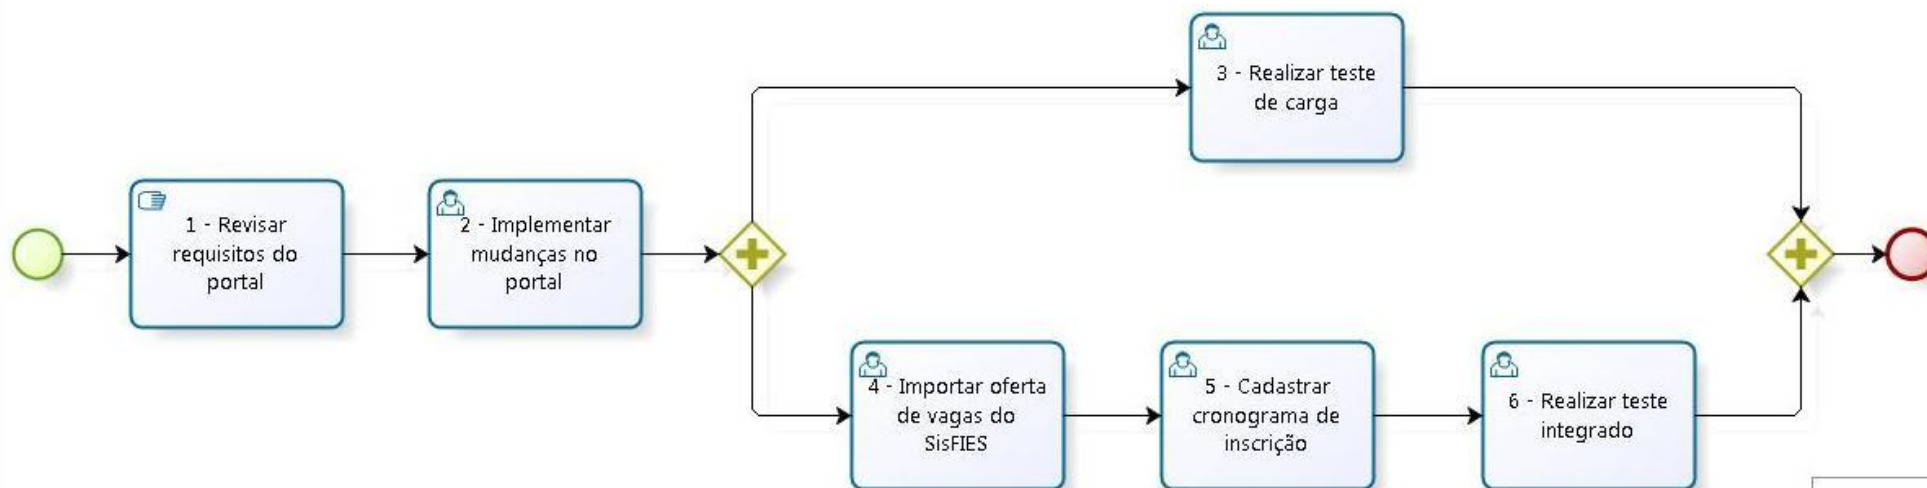 1 - Revisar
requisitos do
portal
2 - Implementar
mudanças no
portal
3 - Realizar teste
de carga
4 - Importar oferta
de vagas do
SisFIES
5 - Cadastrar
cronograma de
inscrição
6 - Realizar teste
integrado